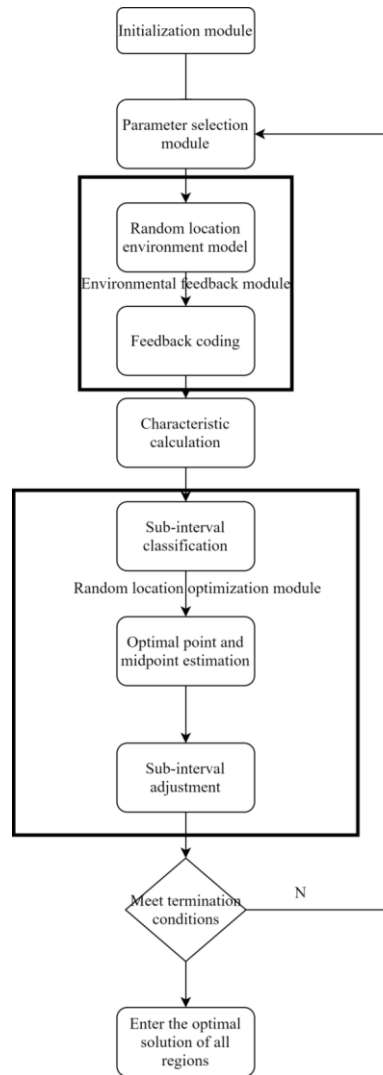 Initialization module
Parameter selection
module
Random location
environment model
Environmental feedback module
Feedback coding
Characteristic
calculation
Sub-interval
classification
Random location optimization module
Optimal point and
midpoint estimation
Sub-interval
adjustment
Meet termination
conditions
N
Enter the optimal
solution of all
regions